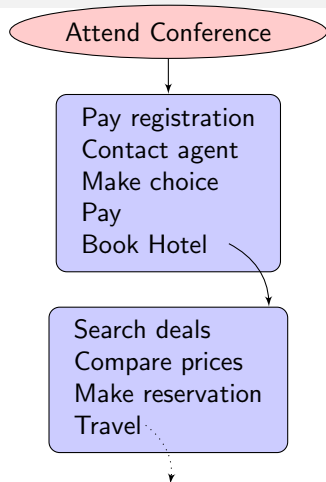 Attend Conference
Pay registration
Contact agent
Make choice
Pay
Book Hotel
Search deals
Compare prices
Make reservation
Travel